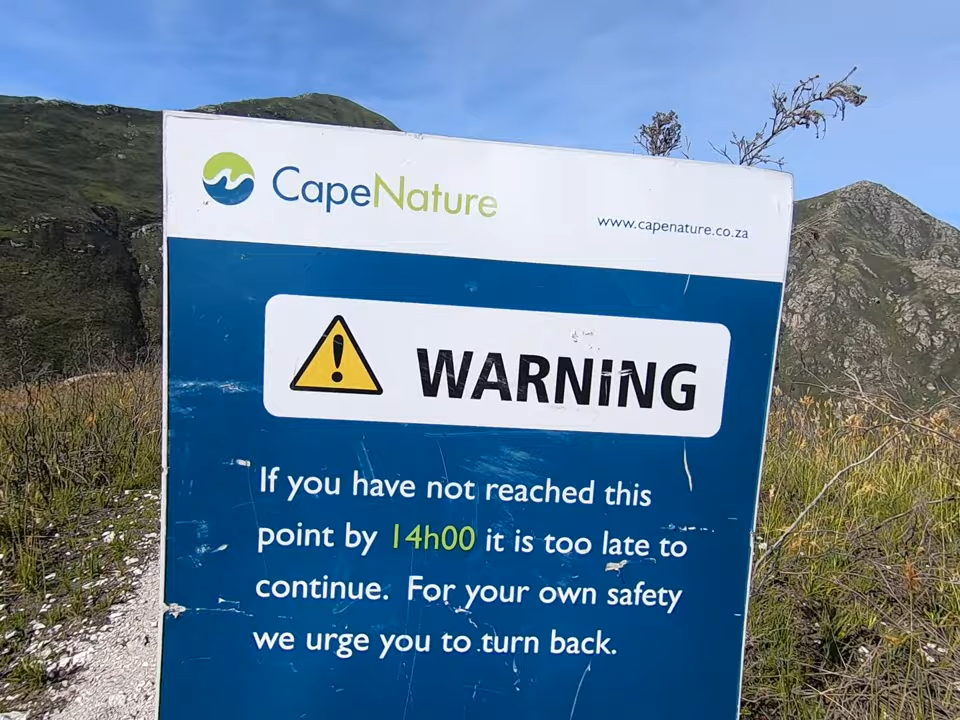 CapeNature
www.capenature.co.za
WARNING
If you have not reached this
point by 14h00 it is too late to
continue. For your own safety
we urge you to turn back.